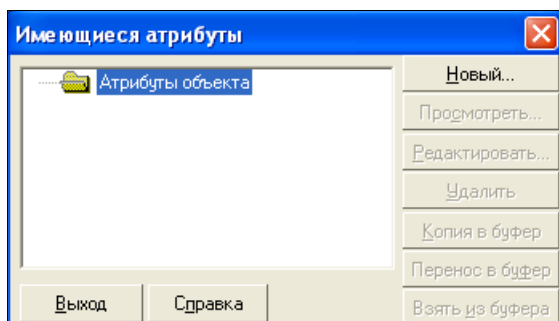 Имеющиеся атрибуты
Атрибуты объекта
Новый...
Просмотреть...
Редактировать...
Удалить
Копия в буфер
Перенос в буфер
Взять из буфера
Выход
Справка